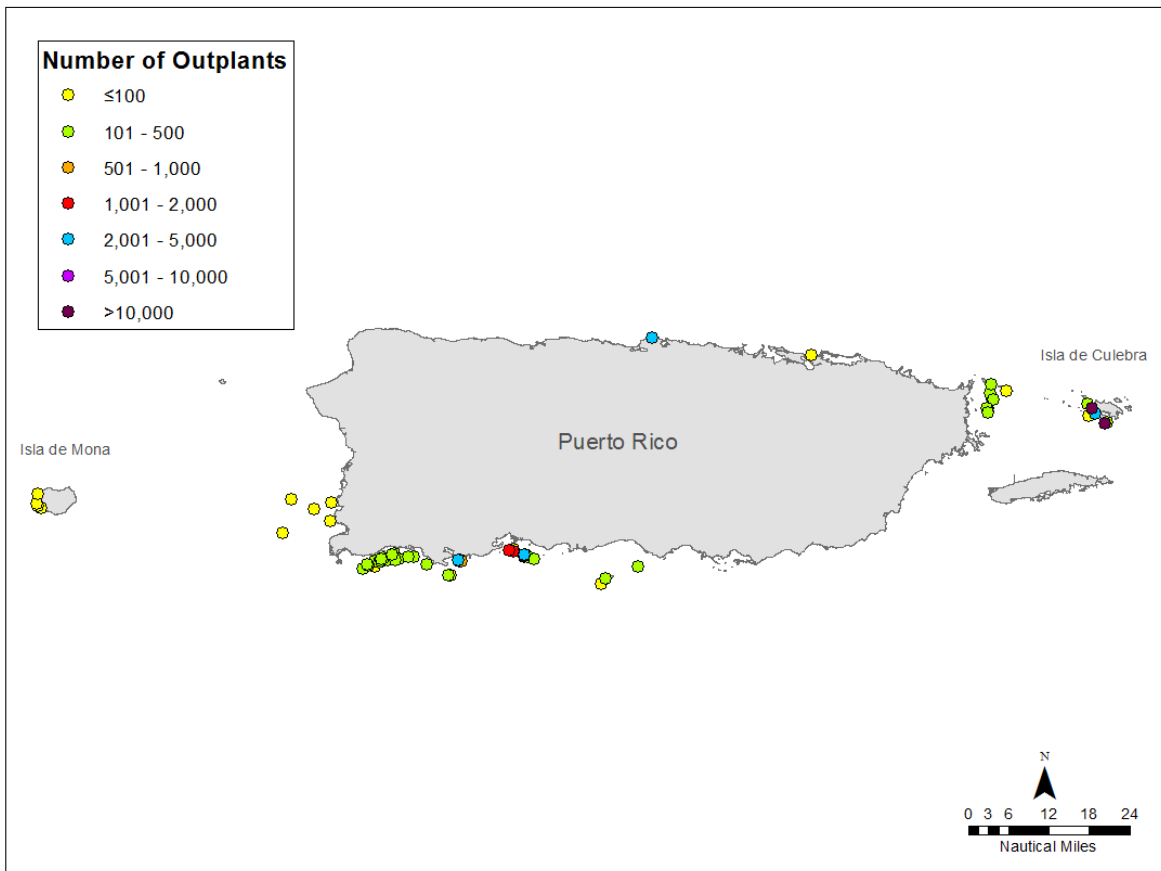 Number of Outplants
≤100
101 - 500
501 - 1,000
1,001 - 2,000
2,001 - 5,000
5,001 - 10,000
>10,000
Isla de Culebra
Puerto Rico
Isla de Mona
N
0 3 6 12 18 24
Nautical Miles